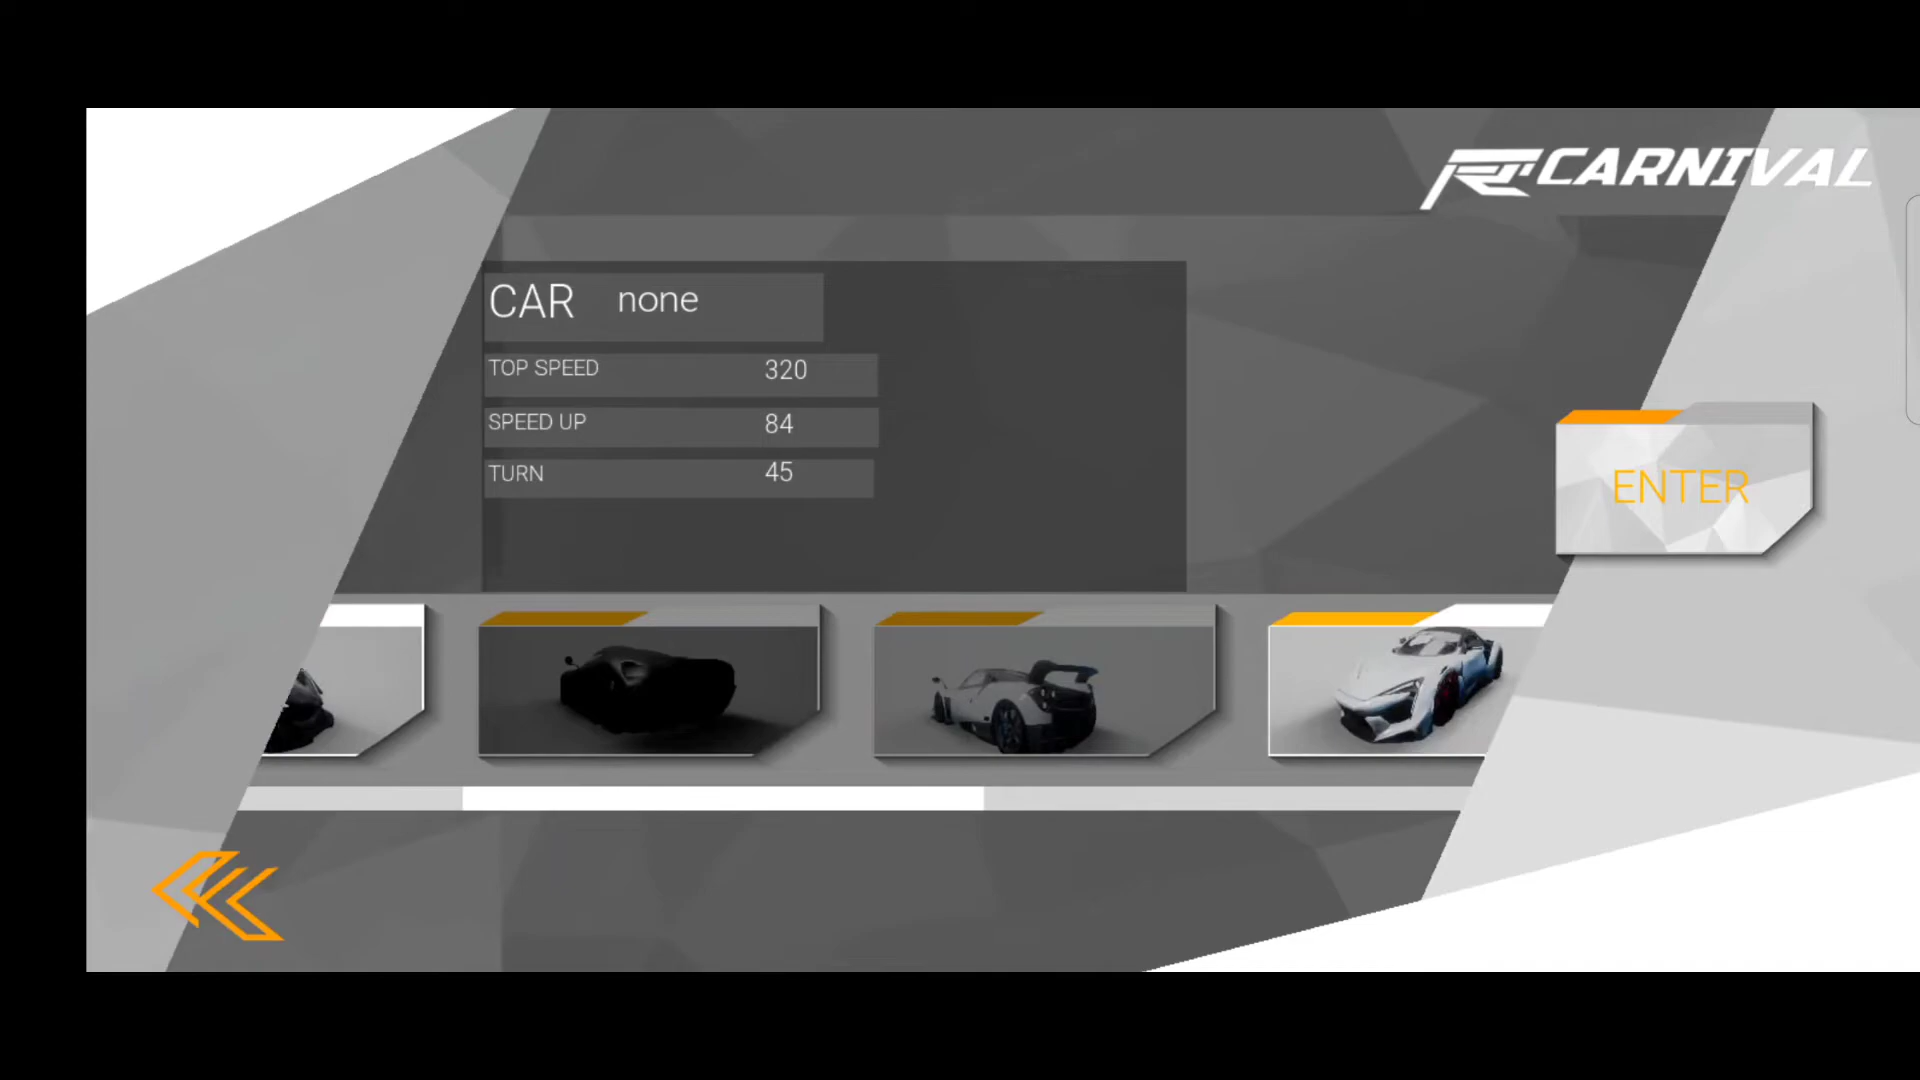 CARNIVAL
CAR none
TOP SPEED 320
SPEED UP 84
TURN 45
ENTER